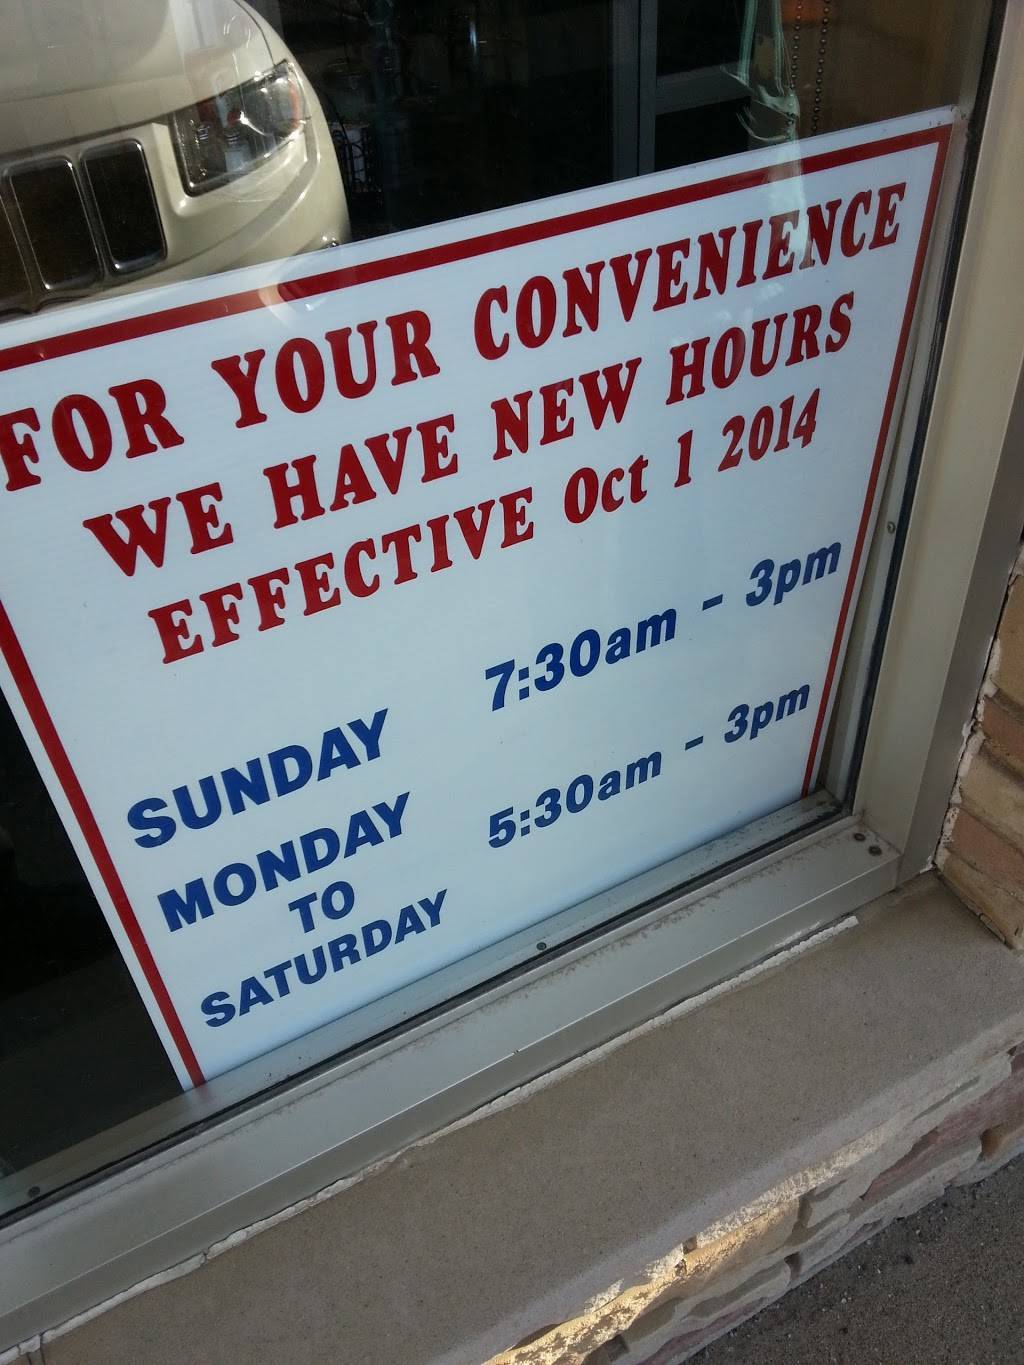 FOR YOUR CONVENIENCE
WE HAVE NEW HOURS
EFFECTIVE Oct 1 2014
SUNDAY 7:30am - 3pm
MONDAY 5:30am - 3pm
TO
SATURDAY